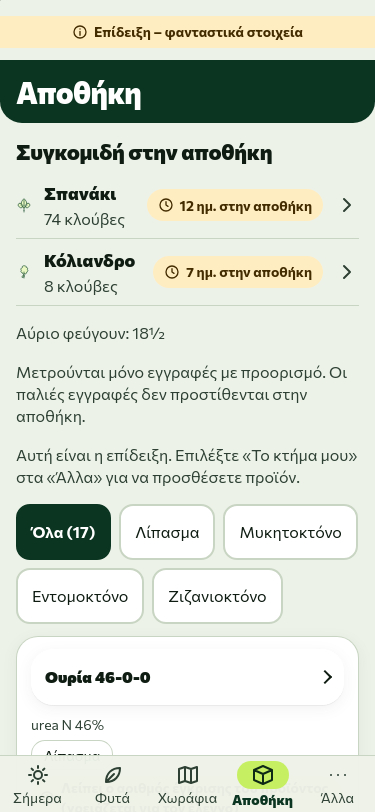 Επίδειξη – φανταστικά στοιχεία
Αποθήκη
Συγκομιδή στην αποθήκη
Σπανάκι
74 κλούβες
12 ημ. στην αποθήκη
Κόλιανδρο
8 κλούβες
7 ημ. στην αποθήκη
Αύριο φεύγουν: 18½
Μετρούνται μόνο εγγραφές με προορισμό. Οι
παλιές εγγραφές δεν προστίθενται στην
αποθήκη.
Αυτή είναι η επίδειξη. Επιλέξτε «Το κτήμα μου»
στα «Άλλα» για να προσθέσετε προϊόν.
Όλα (17)
Λίπασμα
Μυκητοκτόνο
Εντομοκτόνο
Ζιζανιοκτόνο
Ουρία 46-0-0
urea N 46%
Λίπασμα
Σήμερα
Φυτά
Χωράφια
Αποθήκη
Άλλα